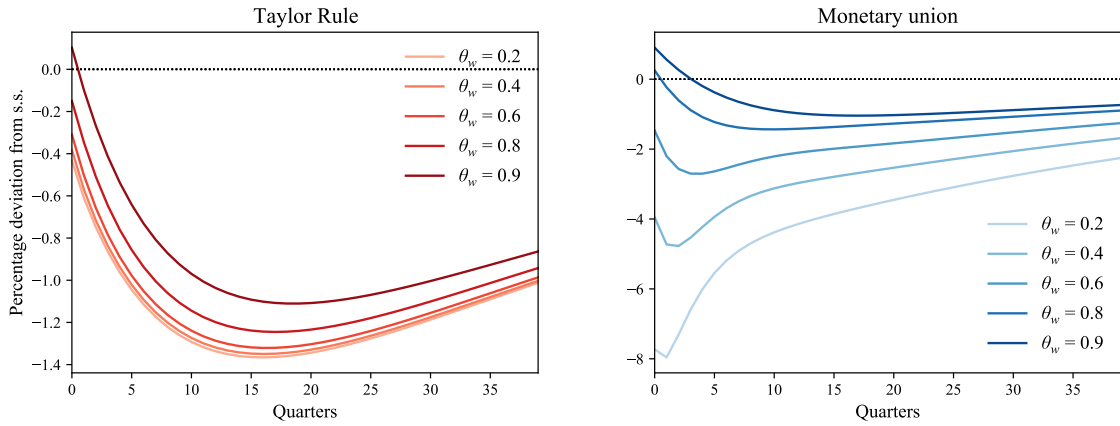 Taylor Rule
Percentage deviation from s.s.
0.0
−0.2
−0.4
−0.6
−0.8
−1.0
−1.2
−1.4
θw = 0.2
θw = 0.4
θw = 0.6
θw = 0.8
θw = 0.9
0 5 10 15 20 25 30 35
Quarters
Monetary union
0
−2
−4
−6
−8
θw = 0.2
θw = 0.4
θw = 0.6
θw = 0.8
θw = 0.9
0 5 10 15 20 25 30 35
Quarters